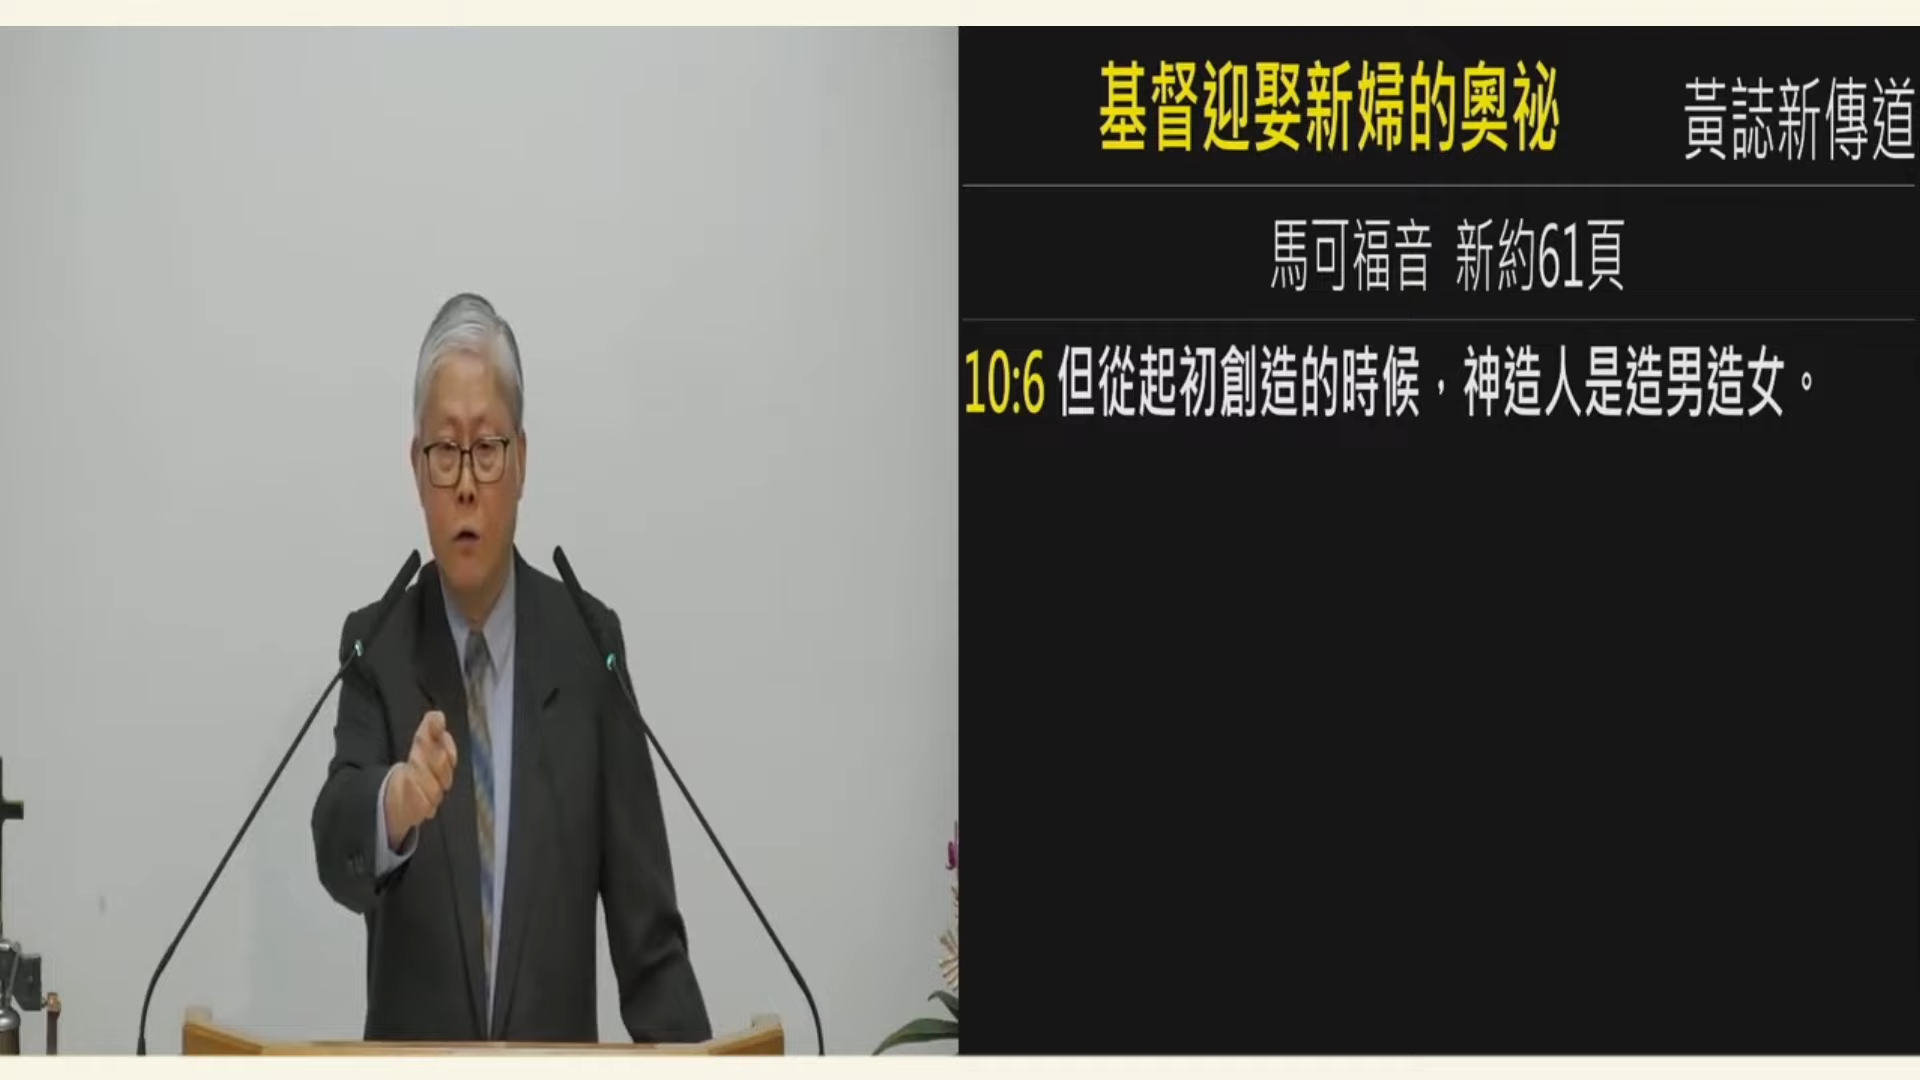 基督迎娶新婦的奧祕
黃誌新傳道
馬可福音 新約61頁
10:6 但從起初創造的時候，神造人是造男造女。